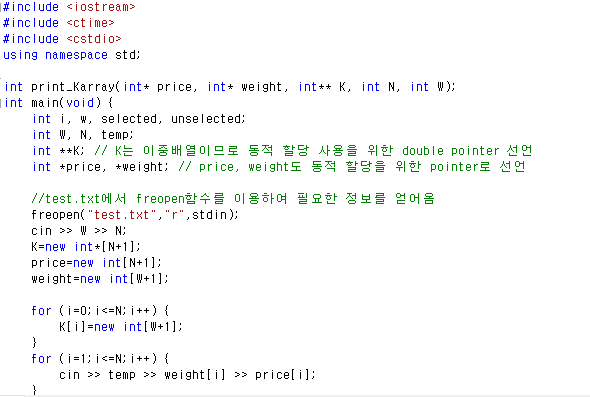 #include <iostream>
#include <ctime>
#include <cstdio>
using namespace std;
int print_Karray(int* price, int* weight, int** K, int N, int W);
int main(void) {
int i, w, selected, unselected;
int W, N, temp;
int **K; // K는 이중배열이므로 동적 할당 사용을 위한 double pointer 선언
int *price, *weight; // price, weight도 동적 할당을 위한 pointer로 선언
//test.txt에서 freopen함수를 이용하여 필요한 정보를 얻어옴
freopen("test.txt","r",stdin);
cin >> W >> N;
K=new int*[N+1];
price=new int[N+1];
weight=new int[W+1];
for (i=0;i<=N;i++) {
K[i]=new int[W+1];
}
for (i=1;i<=N;i++) {
cin >> temp >> weight[i] >> price[i];
}